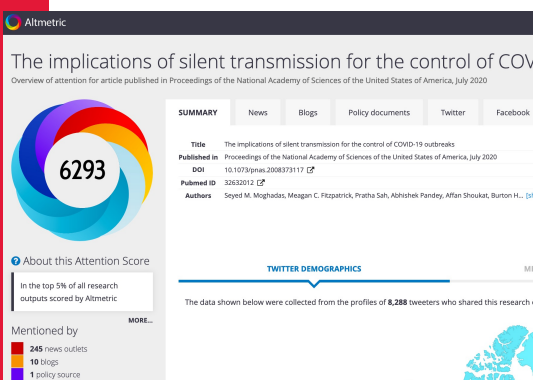 Altmetric
The implications of silent transmission for the control of COV
Overview of attention for article published in Proceedings of the National Academy of Sciences of the United States of America, July 2020
SUMMARY News Blogs Policy documents Twitter Facebook
6293
Title The implications of silent transmission for the control of COVID-19 outbreaks
Published in Proceedings of the National Academy of Sciences of the United States of America, July 2020
DOI 10.1073/pnas.2008373117
Pubmed ID 32632012
Authors Seyed M. Moghadas, Meagan C. Fitzpatrick, Pratha Sah, Abhishek Pandey, Affan Shoukat, Burton H...
About this Attention Score
In the top 5% of all research
outputs scored by Altmetric
MORE...
Mentioned by
245 news outlets
10 blogs
1 policy source
TWITTER DEMOGRAPHICS
The data shown below were collected from the profiles of 8,288 tweeters who shared this research